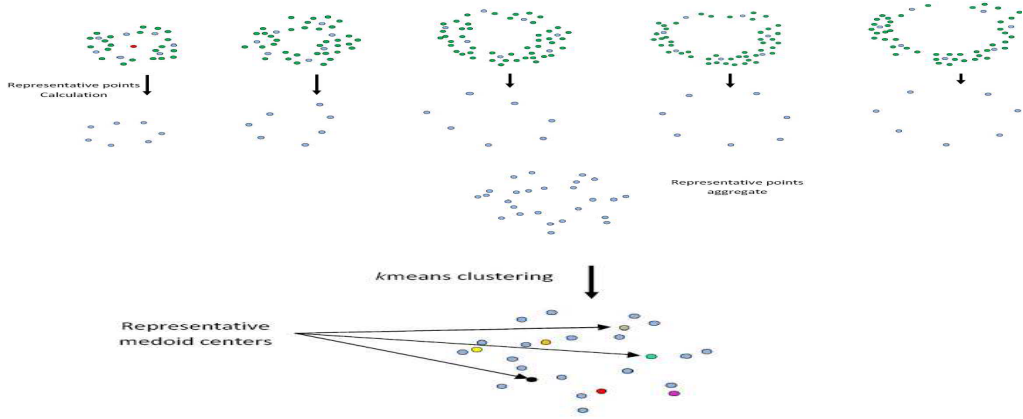 Representative points
Calculation
Representative points
aggregate
kmeans clustering
Representative
medoid centers